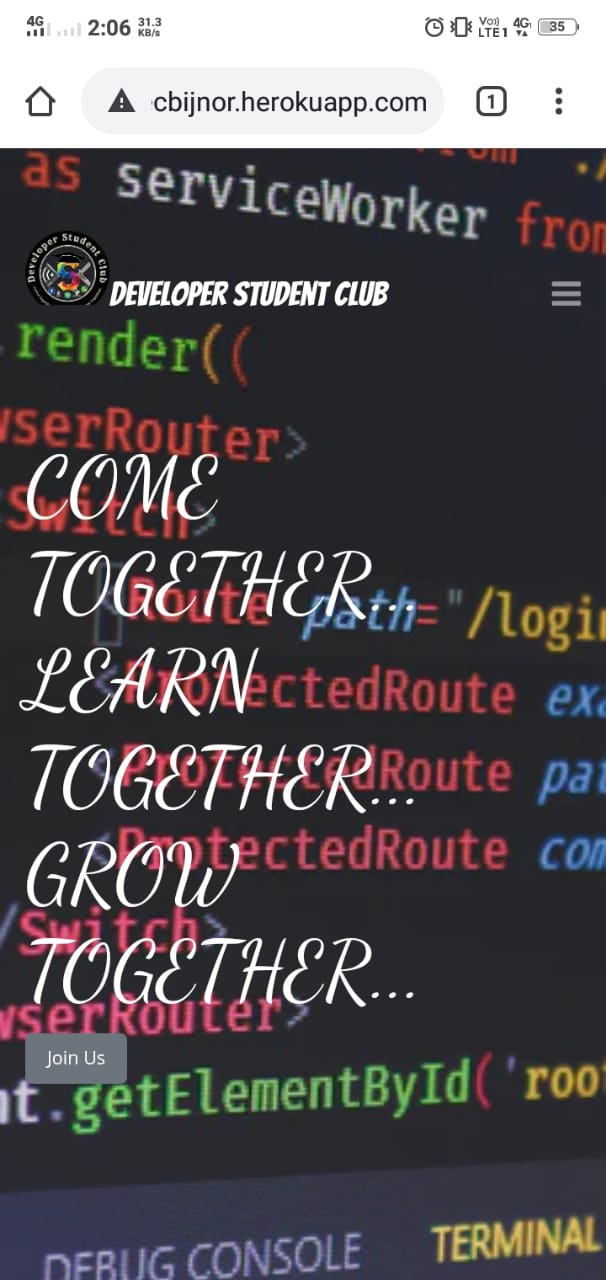 4G 2:06 31.3 KB/s Vo)) LTE1 4G 35
cbijnor.herokuapp.com 1
as serviceWorker from ./
Developer Student Club
DEVELOPER STUDENT CLUB
render((
wserRouter>
COME
Switch>
TOGETHER...
Route path="/login
LEARN
ProtectedRoute exa
TOGETHER...
ProtectedRoute pat
GROW
ProtectedRoute com
/Switch>
TOGETHER...
wserRouter>
Join Us
nt.getElementById('root
DEBUG CONSOLE TERMINAL